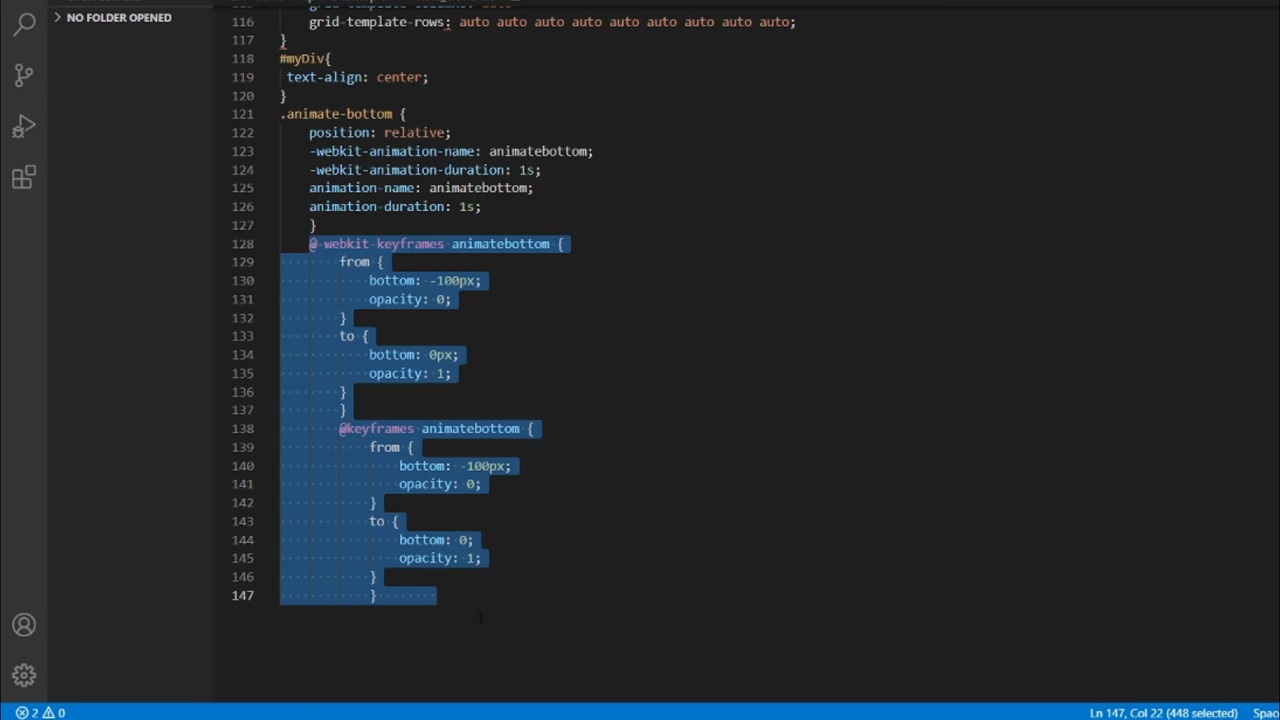 NO FOLDER OPENED
116 grid-template-rows: auto auto auto auto auto auto auto auto auto;
117 }
118 #myDiv{
119 text-align: center;
120 }
121 .animate-bottom {
122 position: relative;
123 -webkit-animation-name: animatebottom;
124 -webkit-animation-duration: 1s;
125 animation-name: animatebottom;
126 animation-duration: 1s;
127 }
128 @-webkit-keyframes animatebottom {
129 from {
130 bottom: -100px;
131 opacity: 0;
132 }
133 to {
134 bottom: 0px;
135 opacity: 1;
136 }
137 }
138 @keyframes animatebottom {
139 from {
140 bottom: -100px;
141 opacity: 0;
142 }
143 to {
144 bottom: 0;
145 opacity: 1;
146 }
147 }
2 0 Ln 147, Col 22 (448 selected)